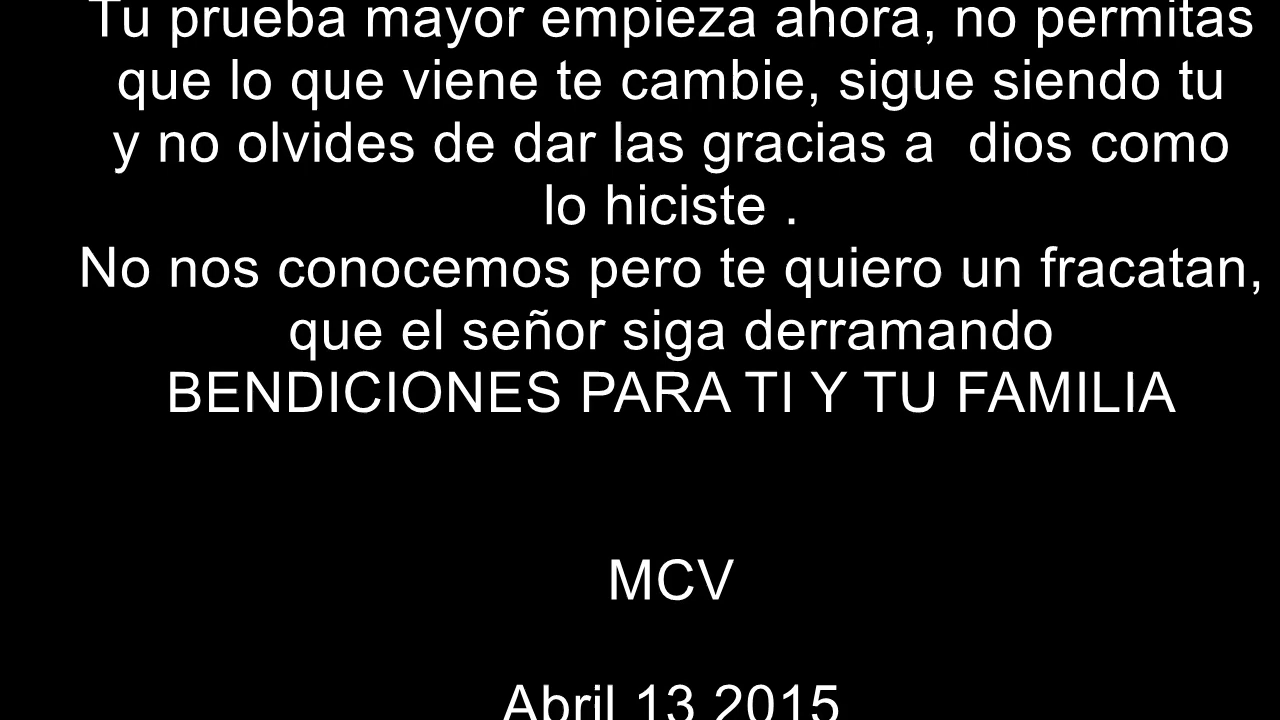 Tu prueba mayor empieza ahora, no permitas
que lo que viene te cambie, sigue siendo tu
y no olvides de dar las gracias a  dios como
lo hiciste .
No nos conocemos pero te quiero un fracatan,
que el señor siga derramando
BENDICIONES PARA TI Y TU FAMILIA
MCV
Abril 13 2015